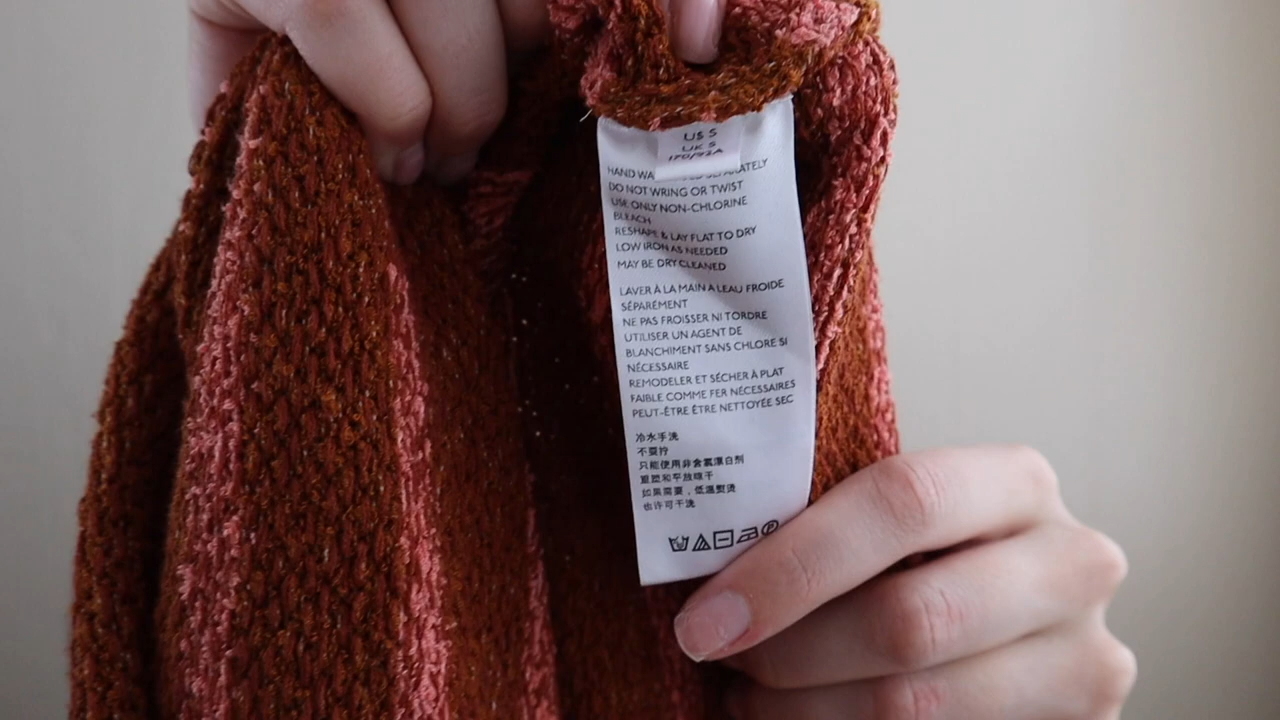 US S
UK S
170/92A
HAND WA SEPARATELY
DO NOT WRING OR TWIST
USE ONLY NON-CHLORINE
BLEACH
RESHAPE & LAY FLAT TO DRY
LOW IRON AS NEEDED
MAY BE DRY CLEANED
LAVER À LA MAIN A LEAU FROIDE
SÉPARÉMENT
NE PAS FROISSER NI TORDRE
UTILISER UN AGENT DE
BLANCHIMENT SANS CHLORE SI
NÉCESSAIRE
REMODELER ET SÉCHER À PLAT
FAIBLE COMME FER NÉCESSAIRES
PEUT-ÊTRE ÊTRE NETTOYÉE SEC
冷水手洗
不要拧
只能使用非含氯漂白剂
重塑和平放晾干
如果需要，低温熨烫
也许可干洗
P